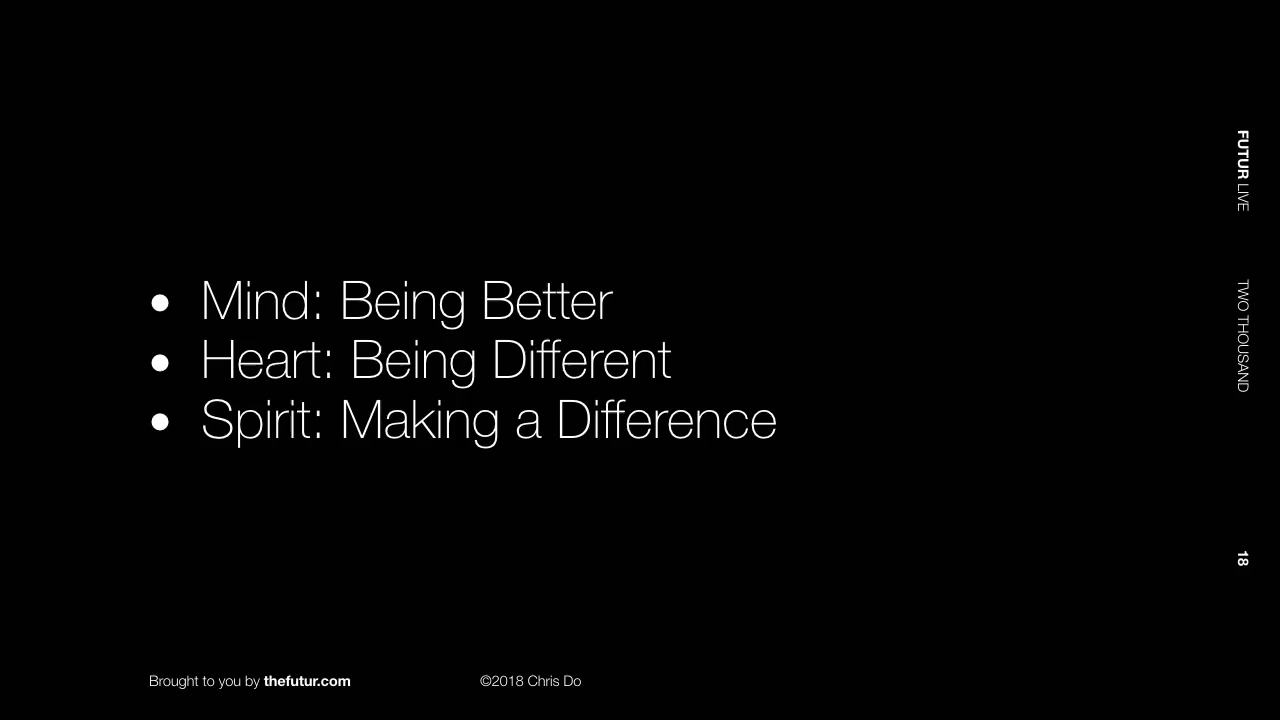 • Mind: Being Better
• Heart: Being Different
• Spirit: Making a Difference
FUTUR LIVE
TWO THOUSAND
18
Brought to you by thefutur.com
©2018 Chris Do